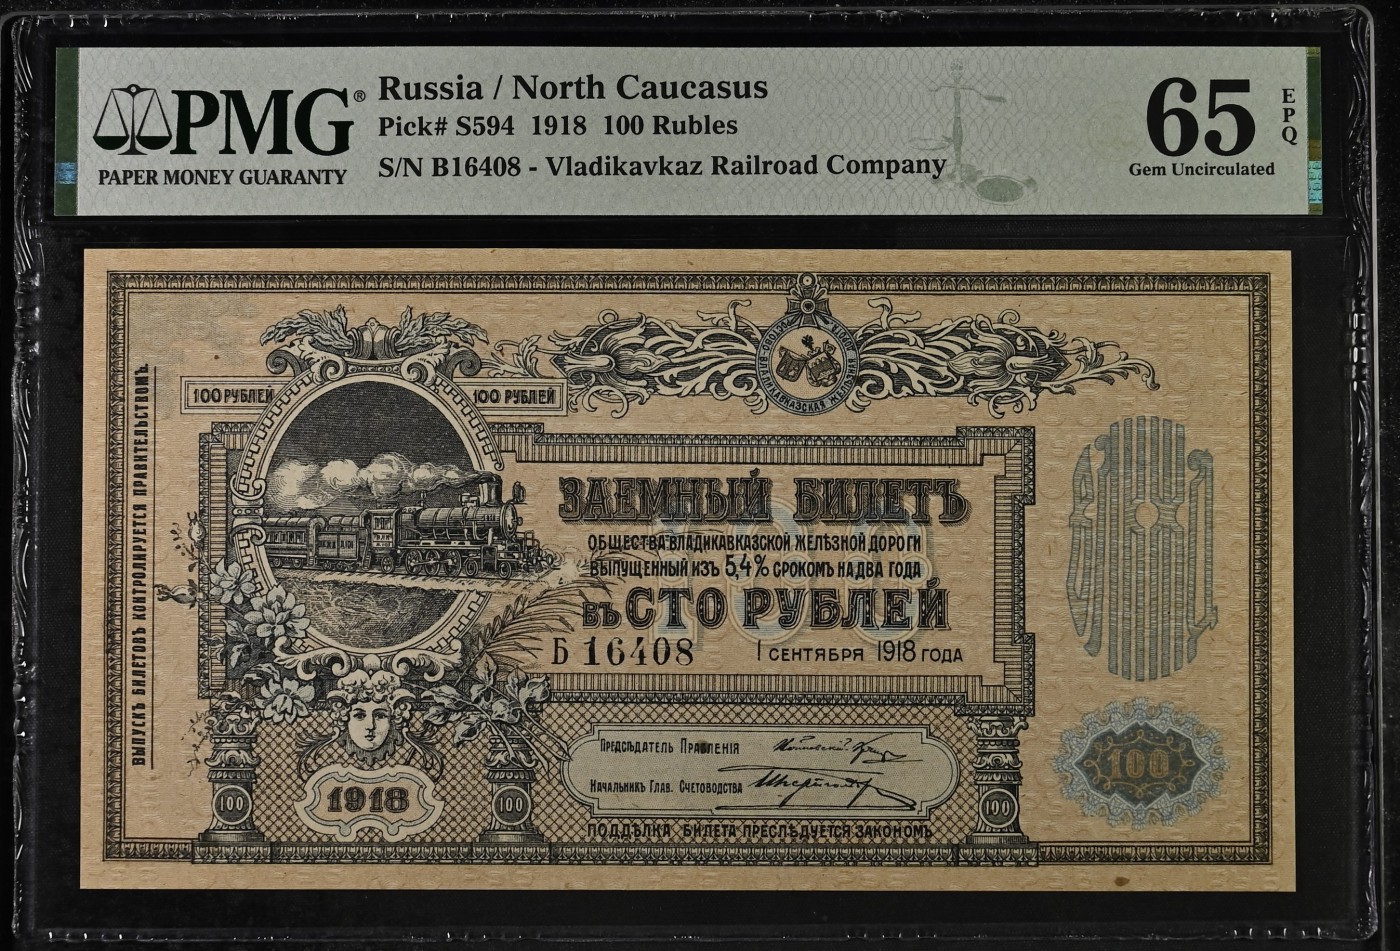 PMG®
PAPER MONEY GUARANTY
Russia / North Caucasus
Pick# S594 1918 100 Rubles
S/N B16408 - Vladikavkaz Railroad Company
65
EPQ
Gem Uncirculated
100 РУБЛЕЙ
100 РУБЛЕЙ
ВЫПУСКЪ БИЛЕТОВЪ КОНТРОЛИРУЕТСЯ ПРАВИТЕЛЬСТВОМЪ.
ЗАЕМНЫЙ БИЛЕТЪ
ОБЩЕСТВА ВЛАДИКАВКАЗСКОЙ ЖЕЛѢЗНОЙ ДОРОГИ
ВЫПУЩЕННЫЙ ИЗЪ 5,4% СРОКОМЪ НА ДВА ГОДА
ВЪ СТО РУБЛЕЙ
Б 16408
1 СЕНТЯБРЯ 1918 ГОДА
ПРЕДСѢДАТЕЛЬ ПРАВЛЕНІЯ
НАЧАЛЬНИКЪ ГЛАВ. СЧЕТОВОДСТВА
1918
100
100
100
100
ПОДДѢЛКА БИЛЕТА ПРЕСЛѢДУЕТСЯ ЗАКОНОМЪ